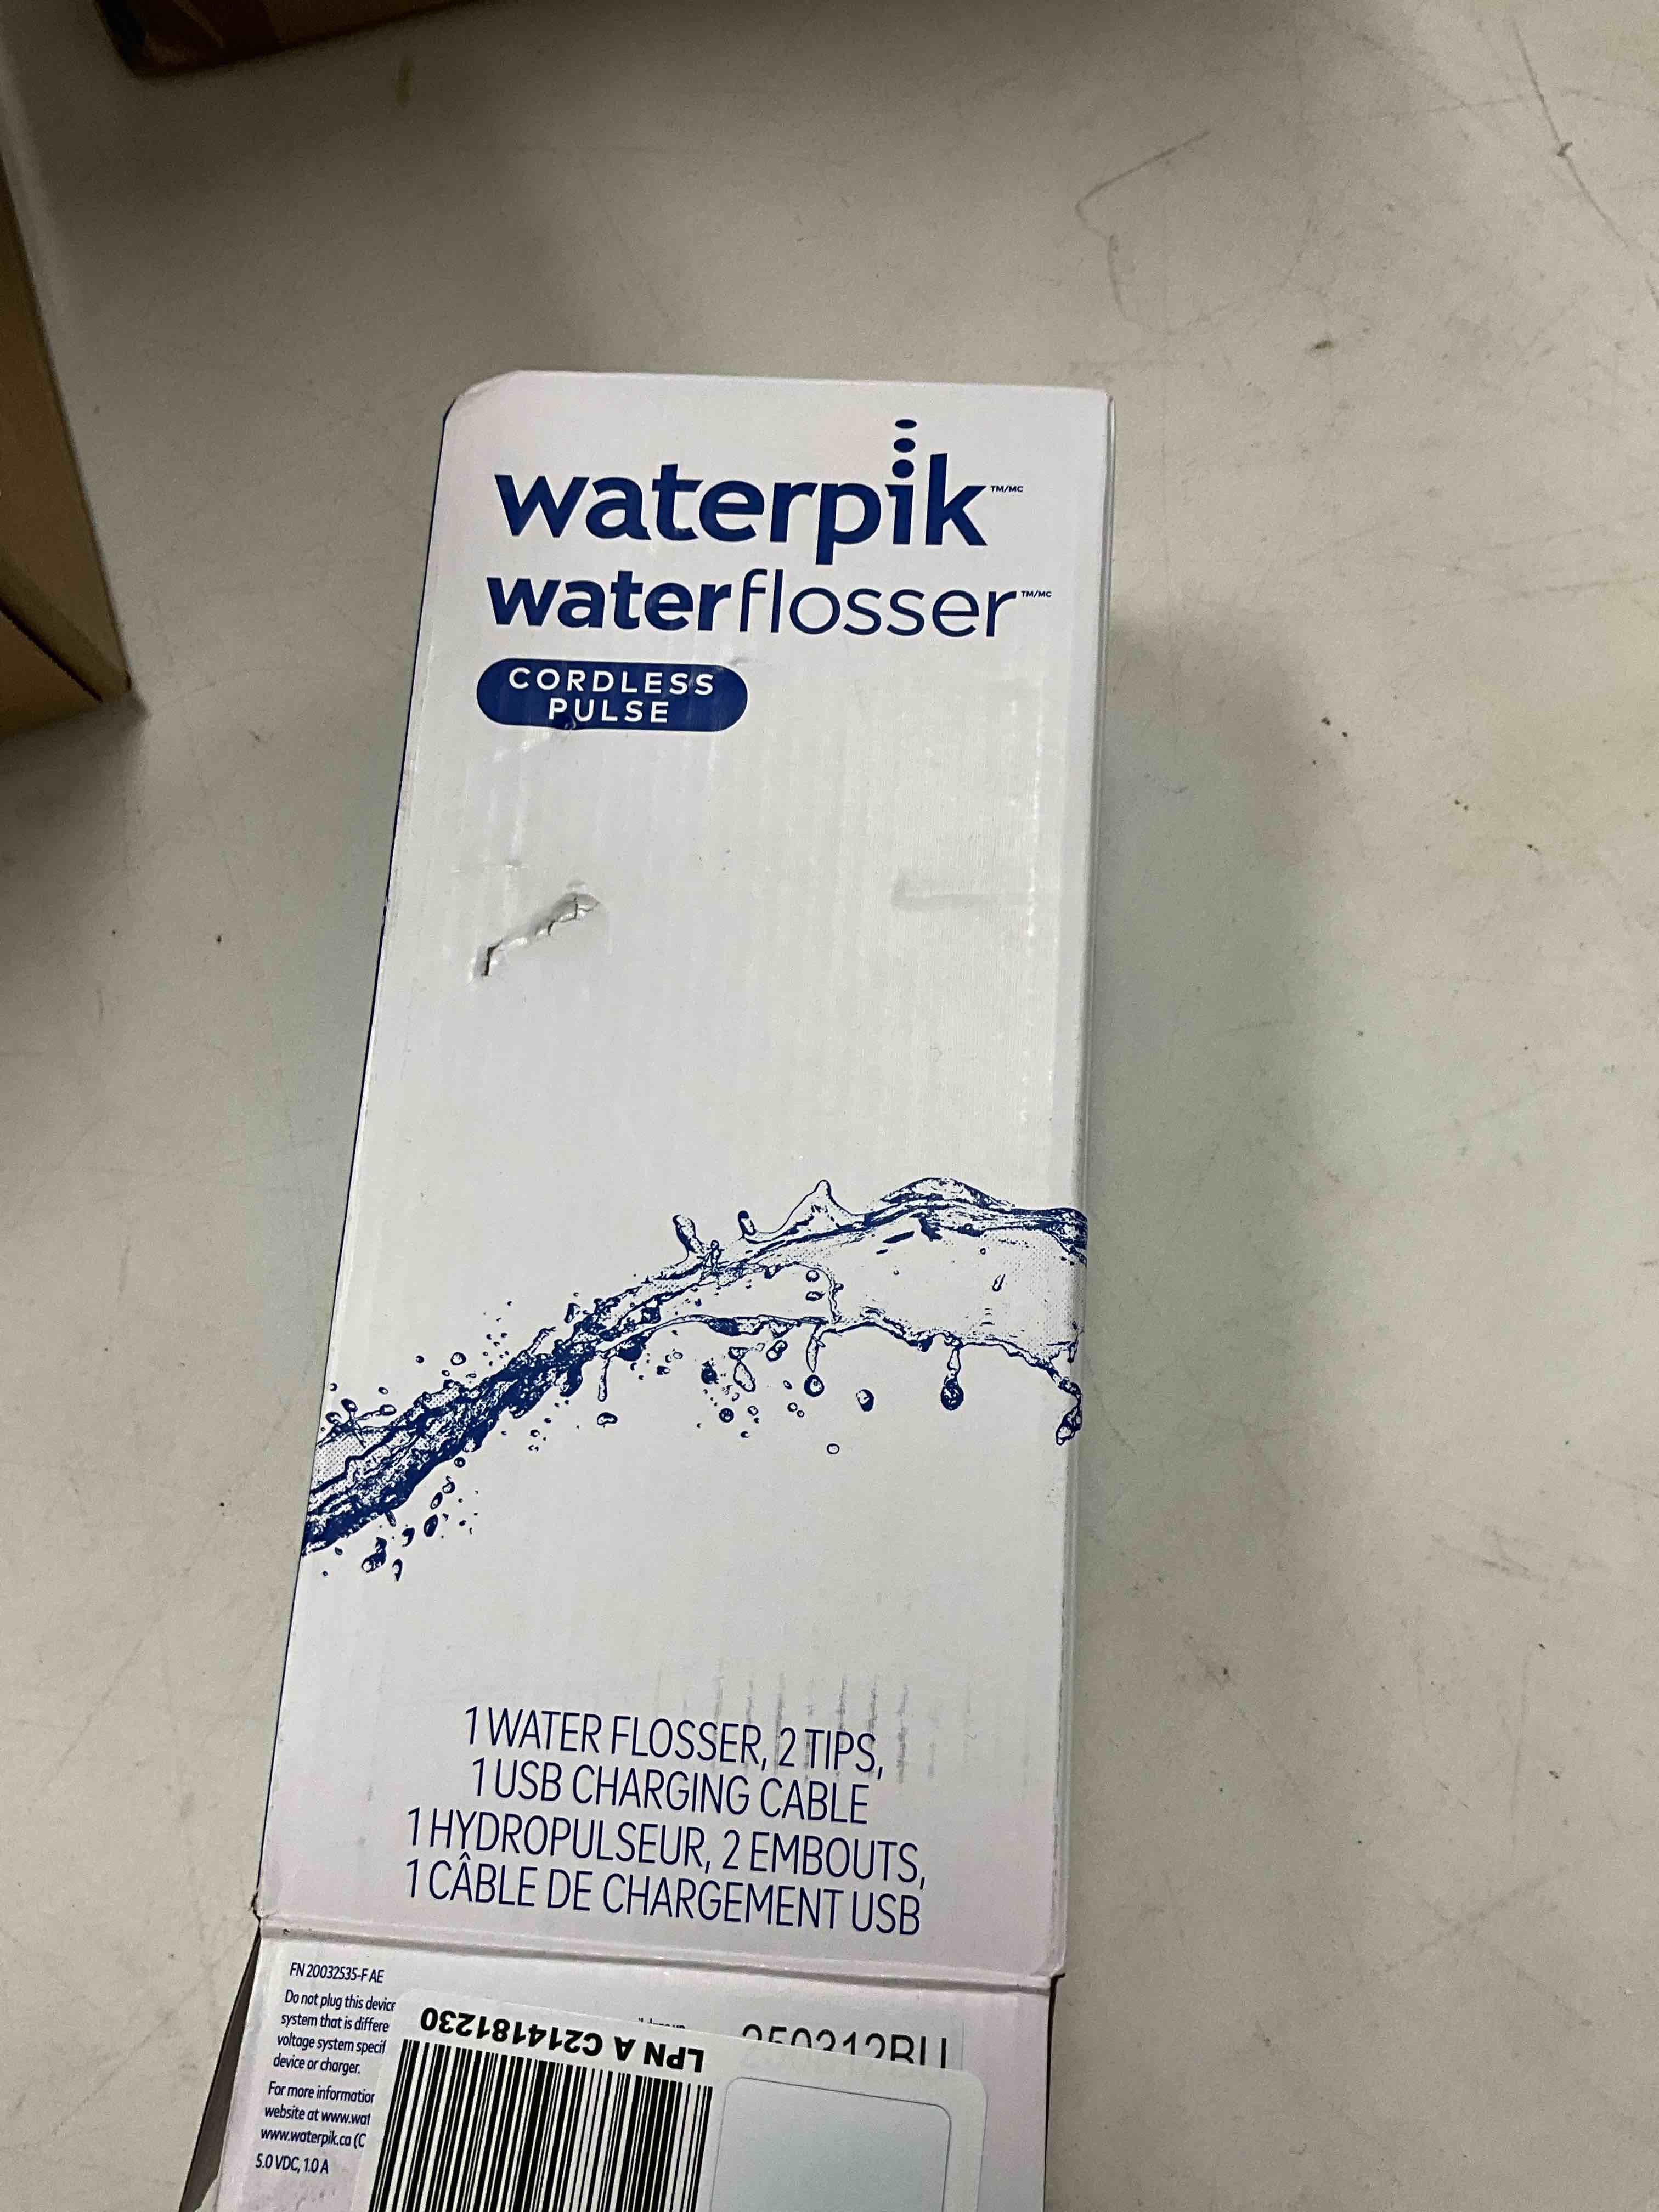 waterpik™/MC
waterflosser™/MC
CORDLESS
PULSE
1 WATER FLOSSER, 2 TIPS,
1 USB CHARGING CABLE
1 HYDROPULSEUR, 2 EMBOUTS,
1 CÂBLE DE CHARGEMENT USB
FN 20032535-F AE
Do not plug this device
system that is differe
voltage system specif
device or charger.
For more information
website at www.wat
www.waterpik.ca (C
5.0 VDC, 1.0 A
LPN A C214181230